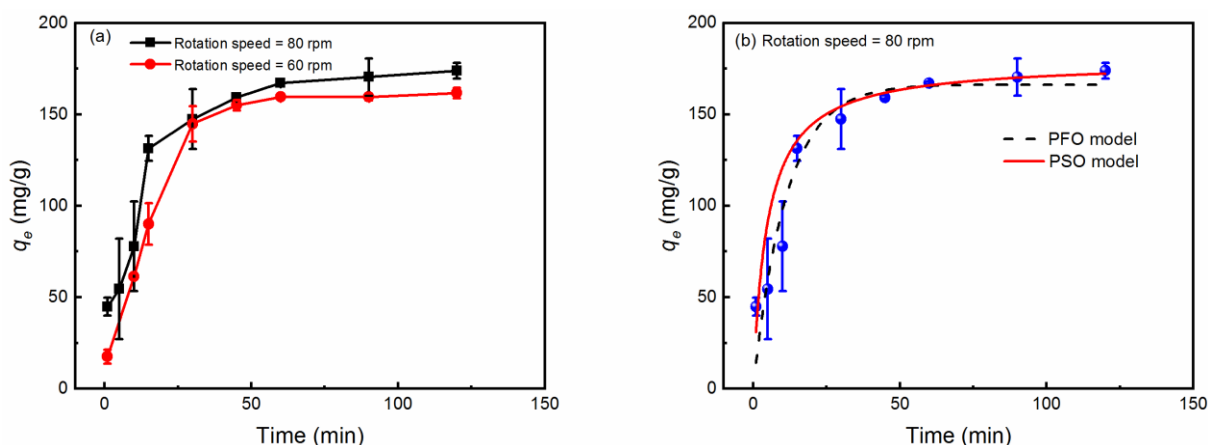 (a)
Rotation speed = 80 rpm
Rotation speed = 60 rpm
200
150
100
50
0
qe (mg/g)
0
50
100
150
Time (min)
(b) Rotation speed = 80 rpm
PFO model
PSO model
200
150
100
50
0
qe (mg/g)
0
50
100
150
Time (min)